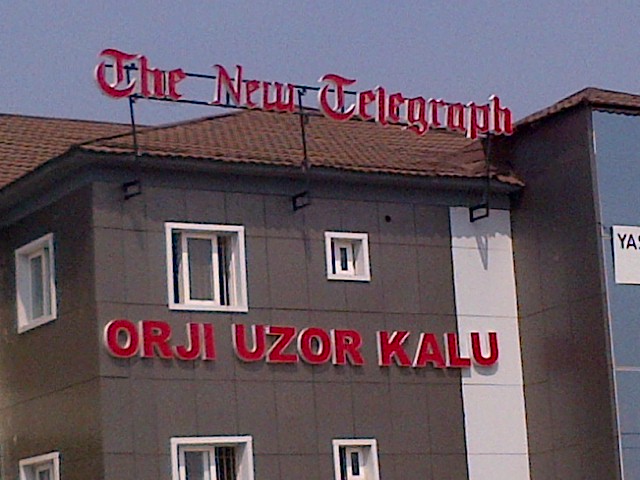 The New Telegraph
ORJI UZOR KALU